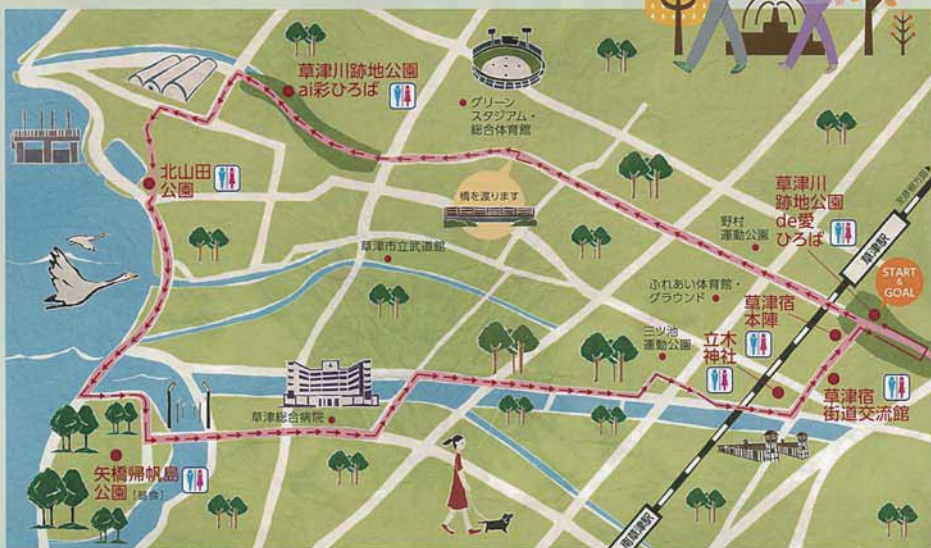 草津川跡地公園
ai彩ひろば
グリーン
スタジアム・
総合体育館
北山田
公園
橋を渡ります
草津市立武道館
野村
運動公園
草津川
跡地公園
de愛
ひろば
草津駅
START
&
GOAL
ふれあい体育館・
グラウンド
草津宿
本陣
三ツ池
運動公園
立木
神社
草津宿
街道交流館
草津総合病院
矢橋帰帆島
公園［昼食］
南草津駅